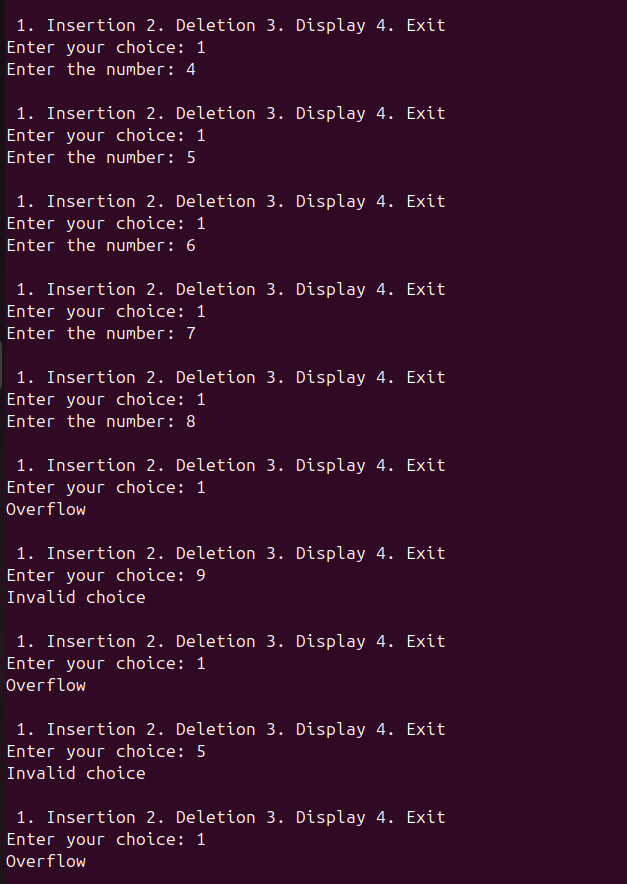 1. Insertion 2. Deletion 3. Display 4. Exit
Enter your choice: 1
Enter the number: 4
1. Insertion 2. Deletion 3. Display 4. Exit
Enter your choice: 1
Enter the number: 5
1. Insertion 2. Deletion 3. Display 4. Exit
Enter your choice: 1
Enter the number: 6
1. Insertion 2. Deletion 3. Display 4. Exit
Enter your choice: 1
Enter the number: 7
1. Insertion 2. Deletion 3. Display 4. Exit
Enter your choice: 1
Enter the number: 8
1. Insertion 2. Deletion 3. Display 4. Exit
Enter your choice: 1
Overflow
1. Insertion 2. Deletion 3. Display 4. Exit
Enter your choice: 9
Invalid choice
1. Insertion 2. Deletion 3. Display 4. Exit
Enter your choice: 1
Overflow
1. Insertion 2. Deletion 3. Display 4. Exit
Enter your choice: 5
Invalid choice
1. Insertion 2. Deletion 3. Display 4. Exit
Enter your choice: 1
Overflow